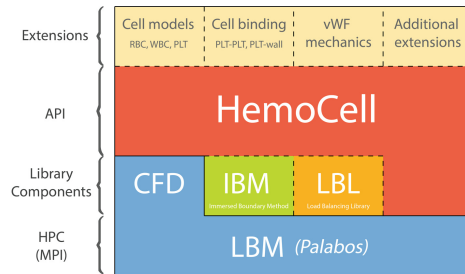 Extensions
Cell models
RBC, WBC, PLT
Cell binding
PLT-PLT, PLT-wall
vWF
mechanics
Additional
extensions
API
HemoCell
Library
Components
CFD
IBM
Immersed Boundary Method
LBL
Load Balancing Library
HPC
(MPI)
LBM (Palabos)